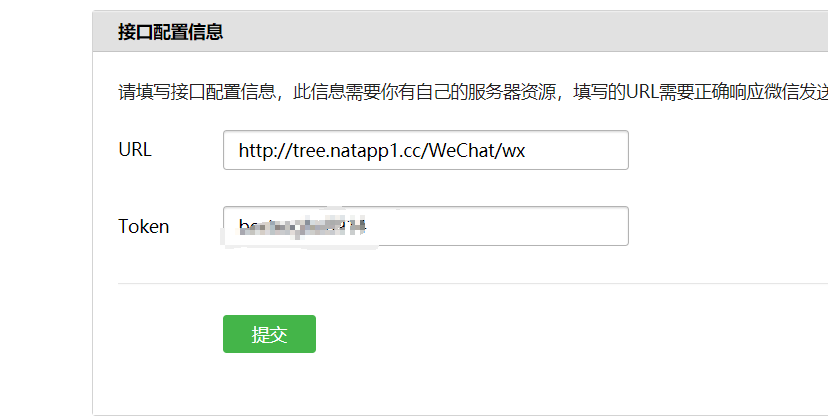 接口配置信息
请填写接口配置信息，此信息需要你有自己的服务器资源，填写的URL需要正确响应微信发送
URL http://tree.natapp1.cc/WeChat/wx
Token
提交